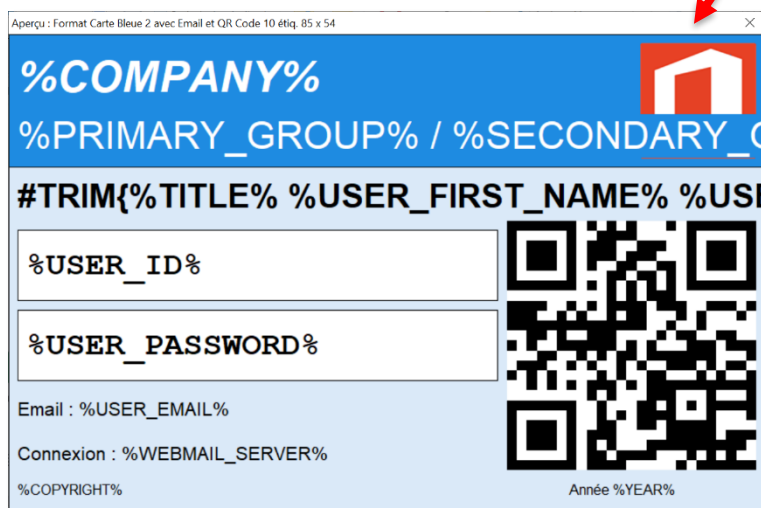 Aperçu : Format Carte Bleue 2 avec Email et QR Code 10 étiq. 85 x 54
%COMPANY%
%PRIMARY_GROUP% / %SECONDARY_G
#TRIM{%TITLE% %USER_FIRST_NAME% %USE
%USER_ID%
%USER_PASSWORD%
Email : %USER_EMAIL%
Connexion : %WEBMAIL_SERVER%
%COPYRIGHT% Année %YEAR%